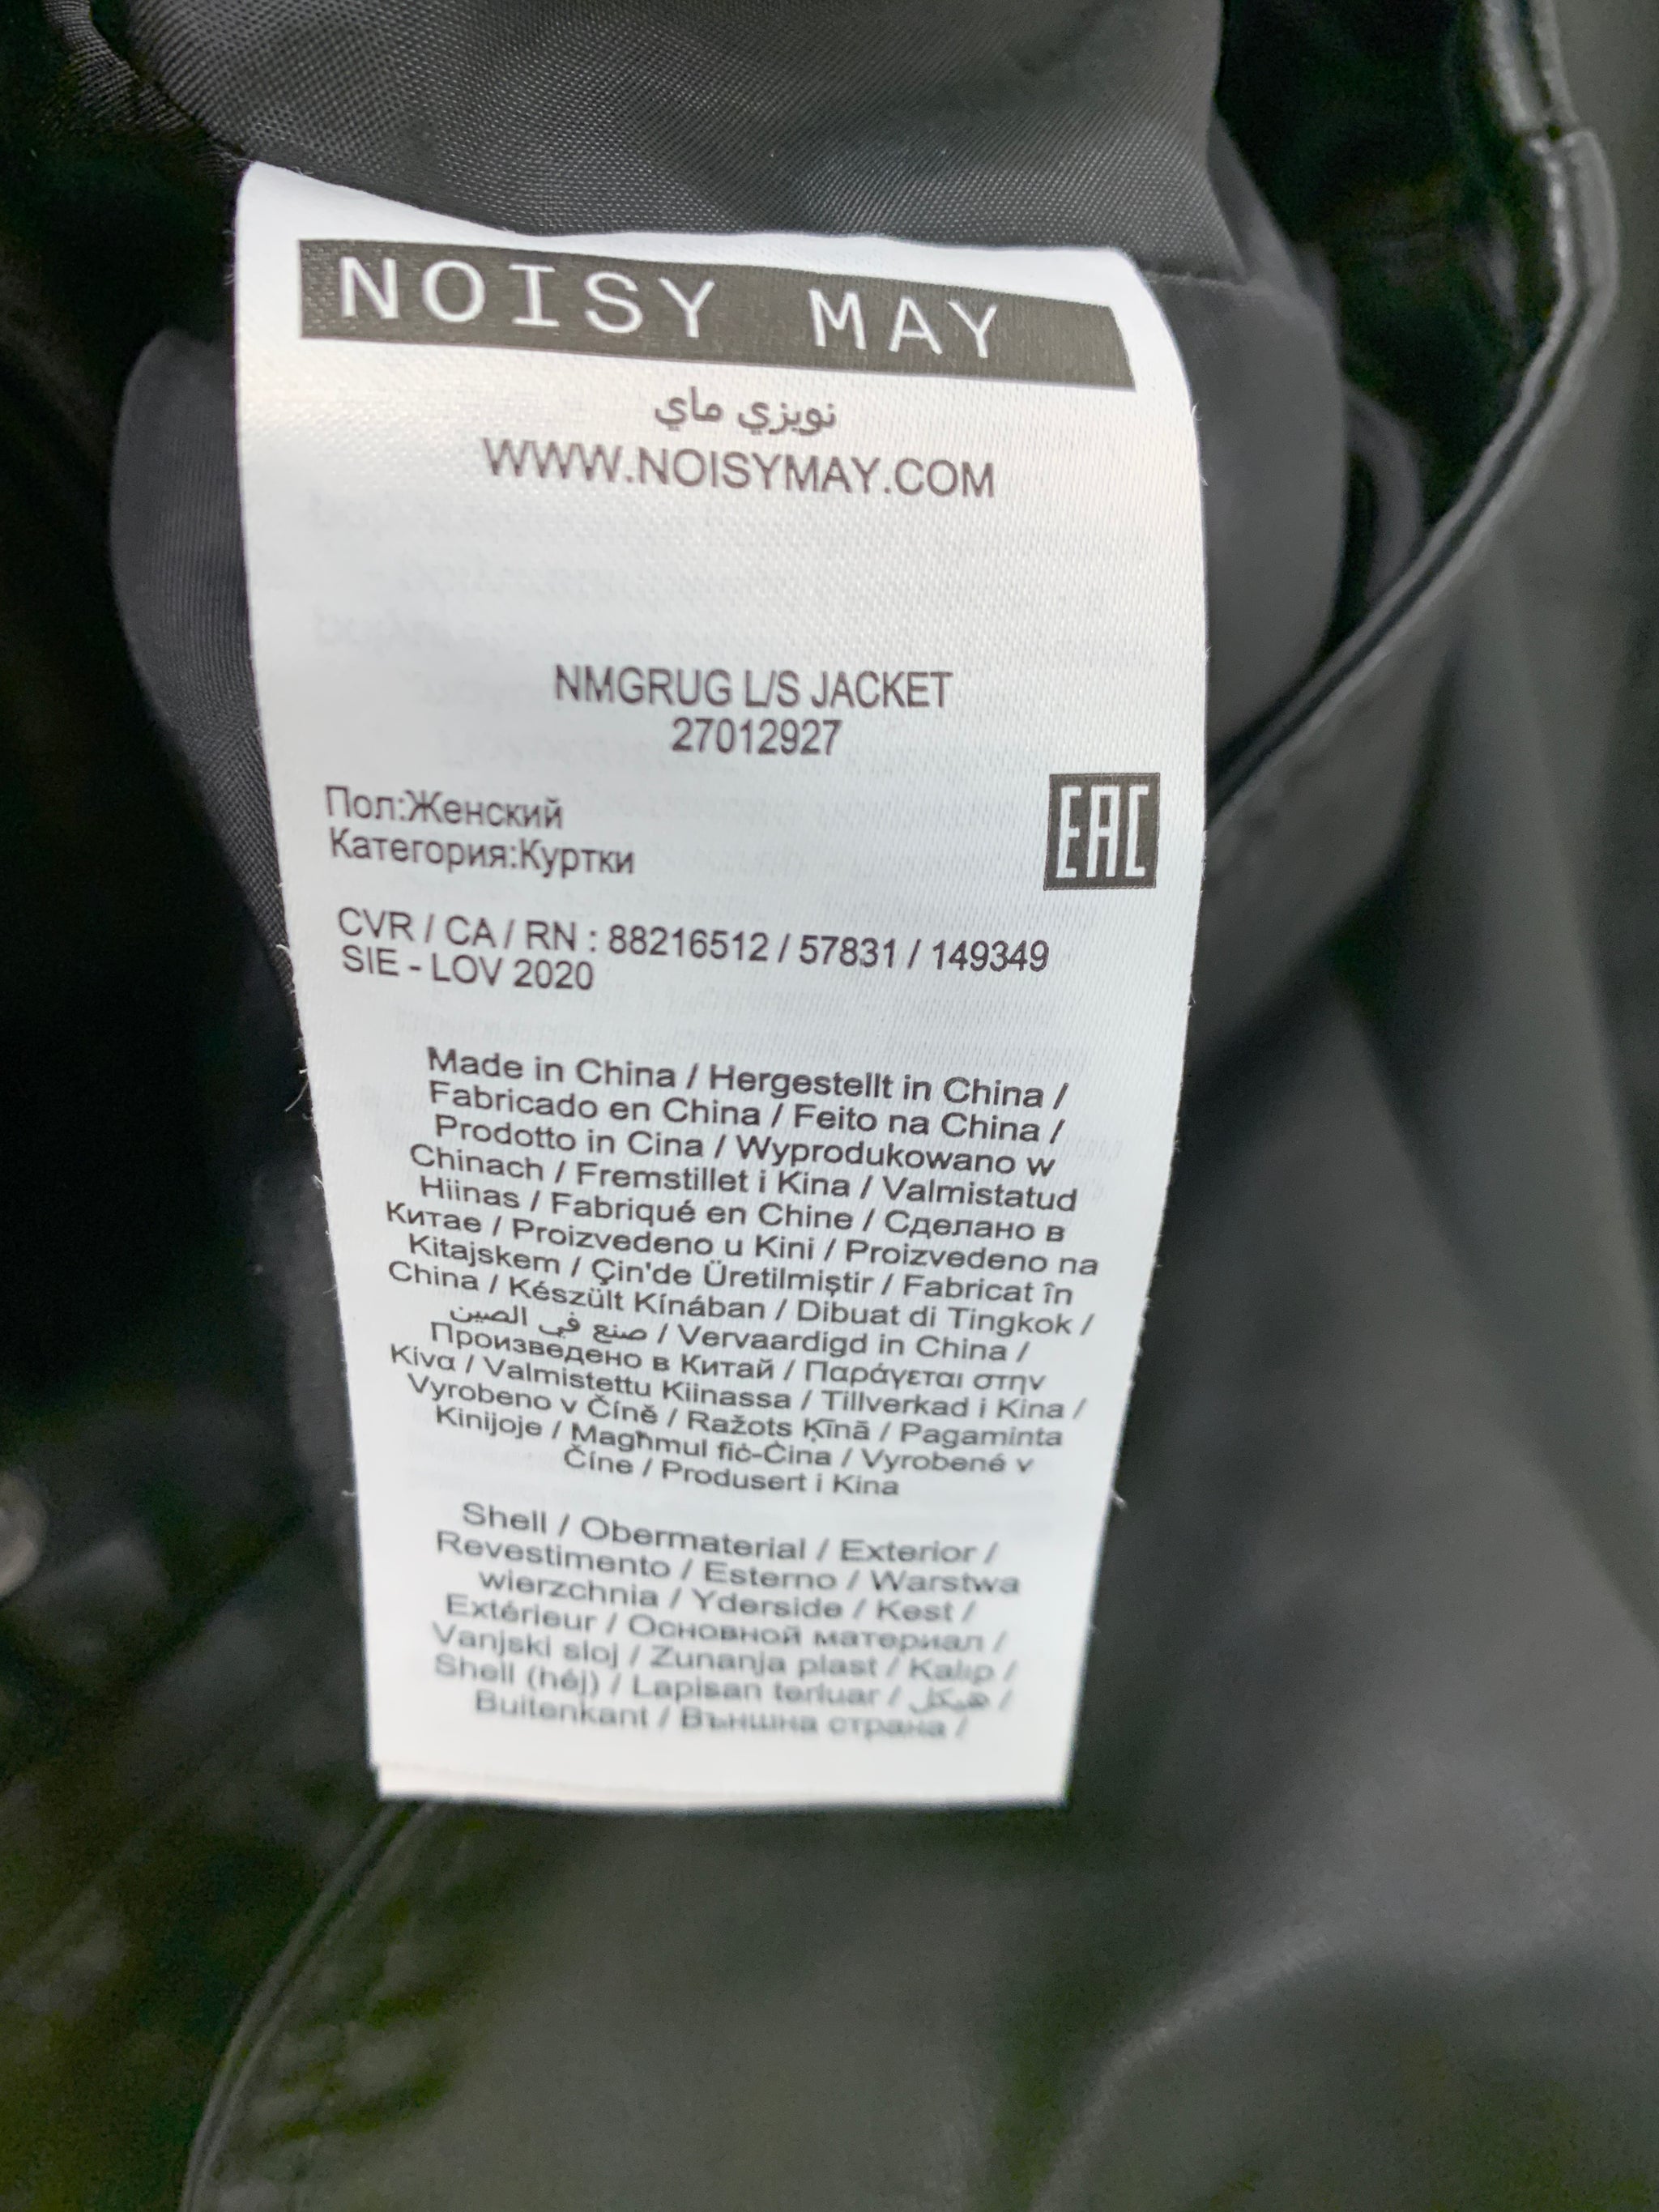 NOISY MAY
نويزي ماي
WWW.NOISYMAY.COM
NMGRUG L/S JACKET
27012927
Пол:Женский
Категория:Куртки
EAC
CVR / CA / RN : 88216512 / 57831 / 149349
SIE - LOV 2020
Made in China / Hergestellt in China /
Fabricado en China / Feito na China /
Prodotto in Cina / Wyprodukowano w
Chinach / Fremstillet i Kina / Valmistatud
Hiinas / Fabriqué en Chine / Сделано в
Китае / Proizvedeno u Kini / Proizvedeno na
Kitajskem / Çin'de Üretilmiştir / Fabricat în
China / Készült Kínában / Dibuat di Tingkok /
صنع في الصين / Vervaardigd in China /
Произведено в Китай / Παράγεται στην
Κίνα / Valmistettu Kiinassa / Tillverkad i Kina /
Vyrobeno v Číně / Ražots Ķīnā / Pagaminta
Kinijoje / Magħmul fiċ-Ċina / Vyrobené v
Číne / Produsert i Kina
Shell / Obermaterial / Exterior /
Revestimento / Esterno / Warstwa
wierzchnia / Yderside / Kest /
Extérieur / Основной материал /
Vanjski sloj / Zunanja plast / Kalıp /
Shell (héj) / Lapisan terluar / هيكل /
Buitenkant / Външна страна /